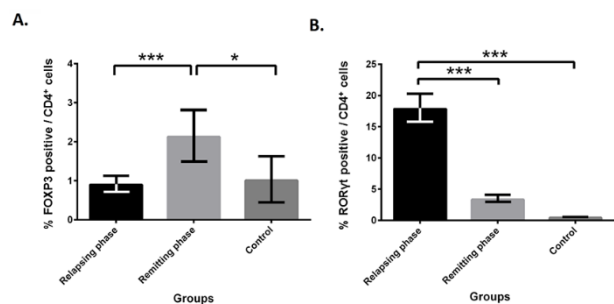 A.
% FOXP3 positive / CD4⁺ cells
4
3
2
1
0
***
*
Relapsing phase
Remitting phase
Control
Groups
B.
% RORγt positive / CD4⁺ cells
25
20
15
10
5
0
***
***
Relapsing phase
Remitting phase
Control
Groups